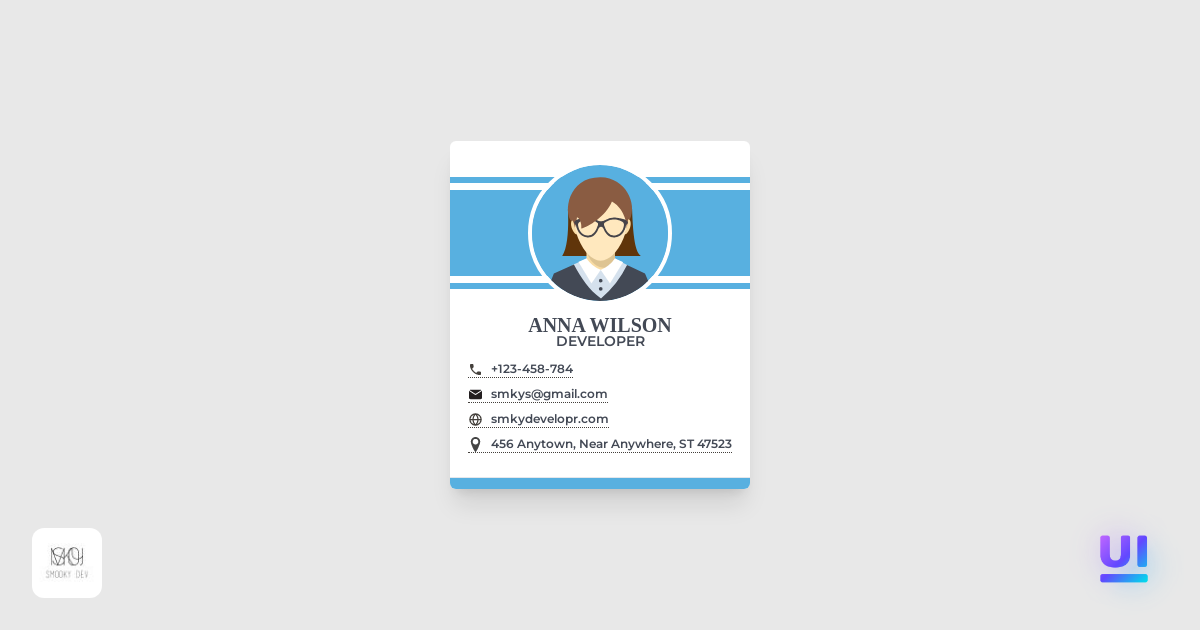 ANNA WILSON
DEVELOPER
+123-458-784
smkys@gmail.com
smkydevelopr.com
456 Anytown, Near Anywhere, ST 47523
SMOOKY DEV
UI